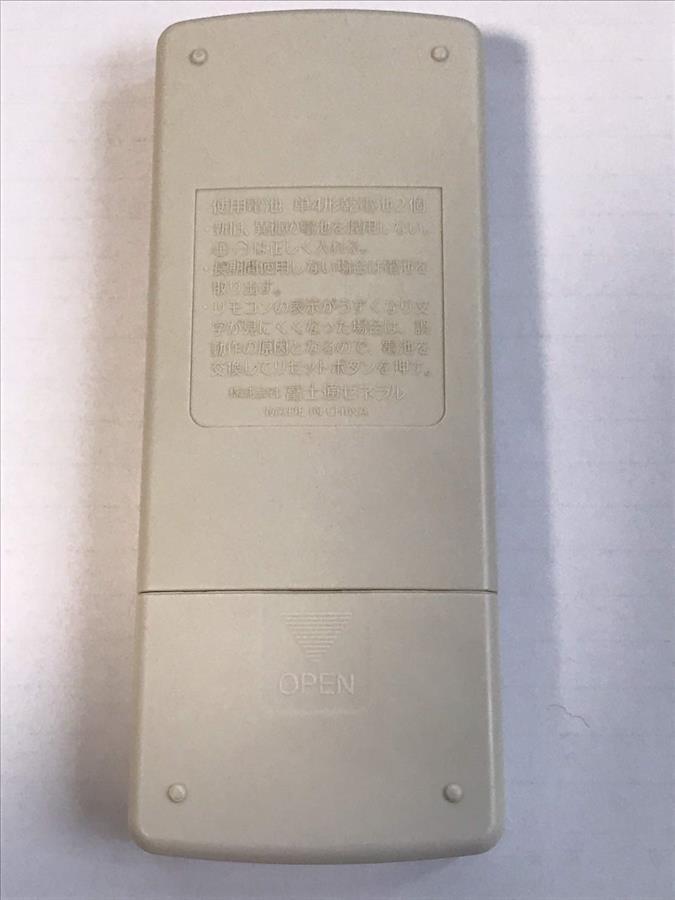 使用電池 単4形乾電池2個
・新旧、異種の電池を混用しない。
⊕、⊖は正しく入れる。
・長期間使用しない場合は電池を
取り出す。
・リモコンの表示がうすくなり文
字が見にくくなった場合は、誤
動作の原因となるので、電池を
交換してリセットボタンを押す。
株式会社 富士通ゼネラル
MADE IN CHINA
OPEN